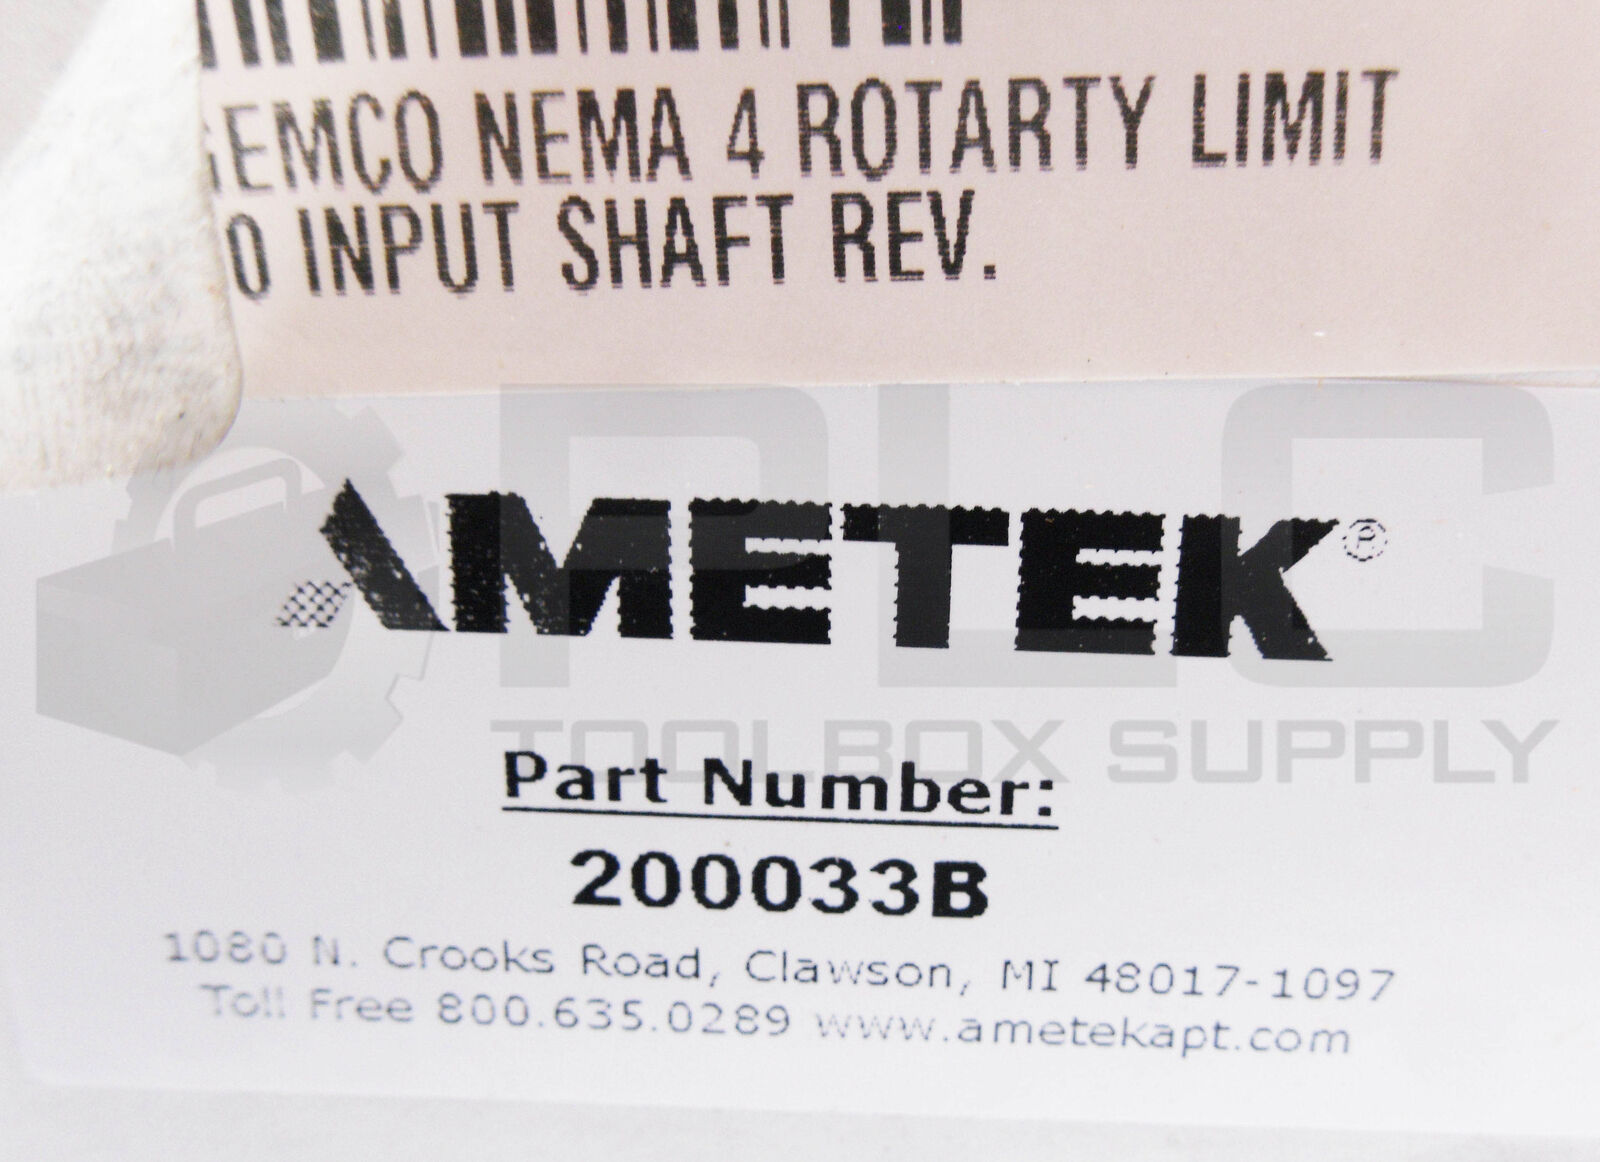 GEMCO NEMA 4 ROTARTY LIMIT
0 INPUT SHAFT REV.
AMETEK®
PLC
TOOLBOX SUPPLY
Part Number:
200033B
1080 N. Crooks Road, Clawson, MI 48017-1097
Toll Free 800.635.0289 www.ametekapt.com